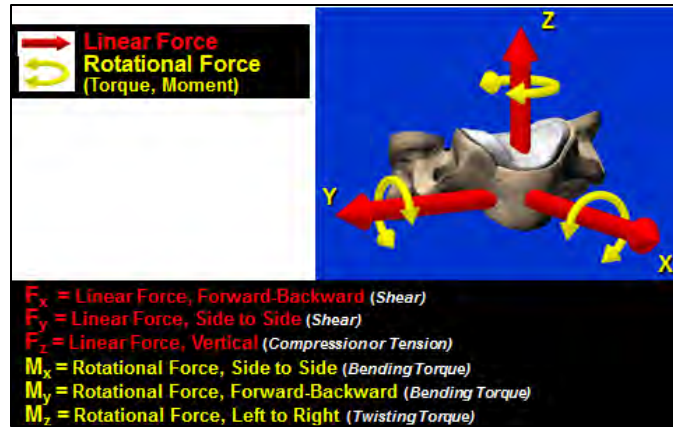 Linear Force
Rotational Force
(Torque, Moment)
Z
Y
X
Fx = Linear Force, Forward-Backward (Shear)
Fy = Linear Force, Side to Side (Shear)
Fz = Linear Force, Vertical (Compression or Tension)
Mx = Rotational Force, Side to Side (Bending Torque)
My = Rotational Force, Forward-Backward (Bending Torque)
Mz = Rotational Force, Left to Right (Twisting Torque)